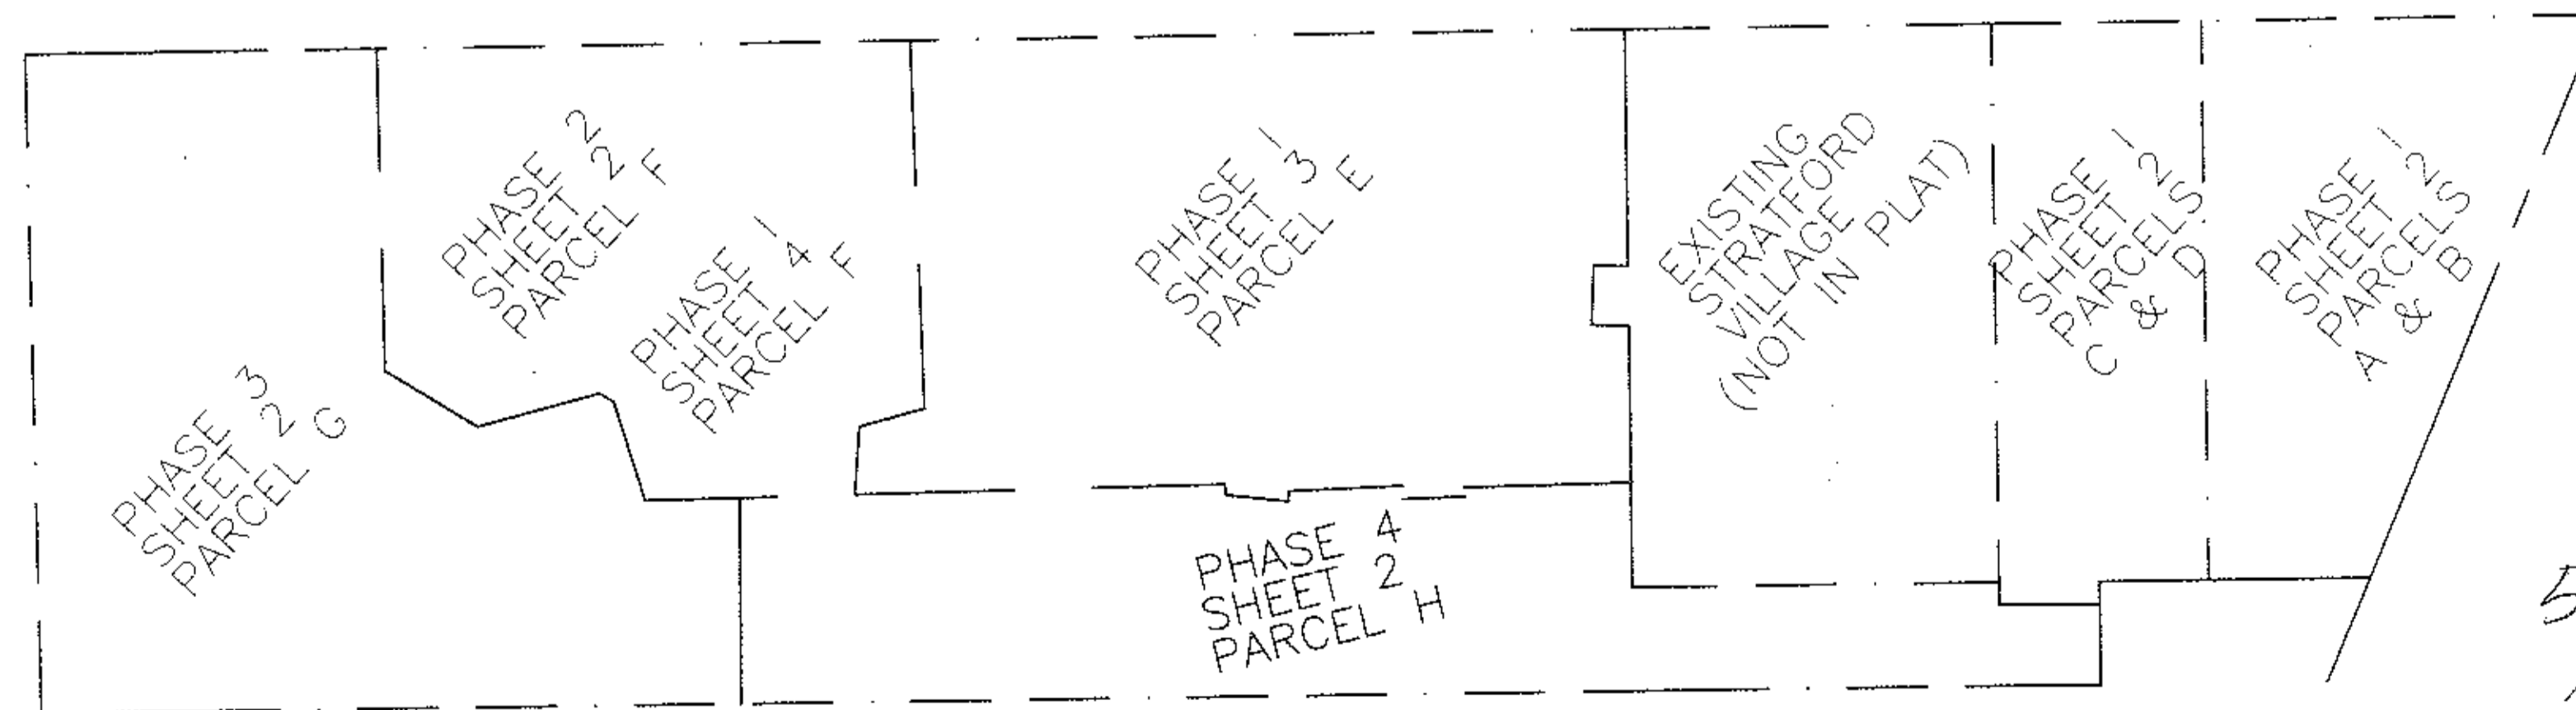 PHASE 3
SHEET 2
PARCEL G
PHASE 2
SHEET 2
PARCEL F
PHASE 1
SHEET 4
PARCEL F
PHASE 1
SHEET 3
PARCEL E
EXISTING
STRATFORD
VILLAGE
(NOT IN PLAT)
PHASE 1
SHEET 2
PARCELS
C & D
PHASE 1
SHEET 2
PARCELS
A & B
PHASE 4
SHEET 2
PARCEL H
5